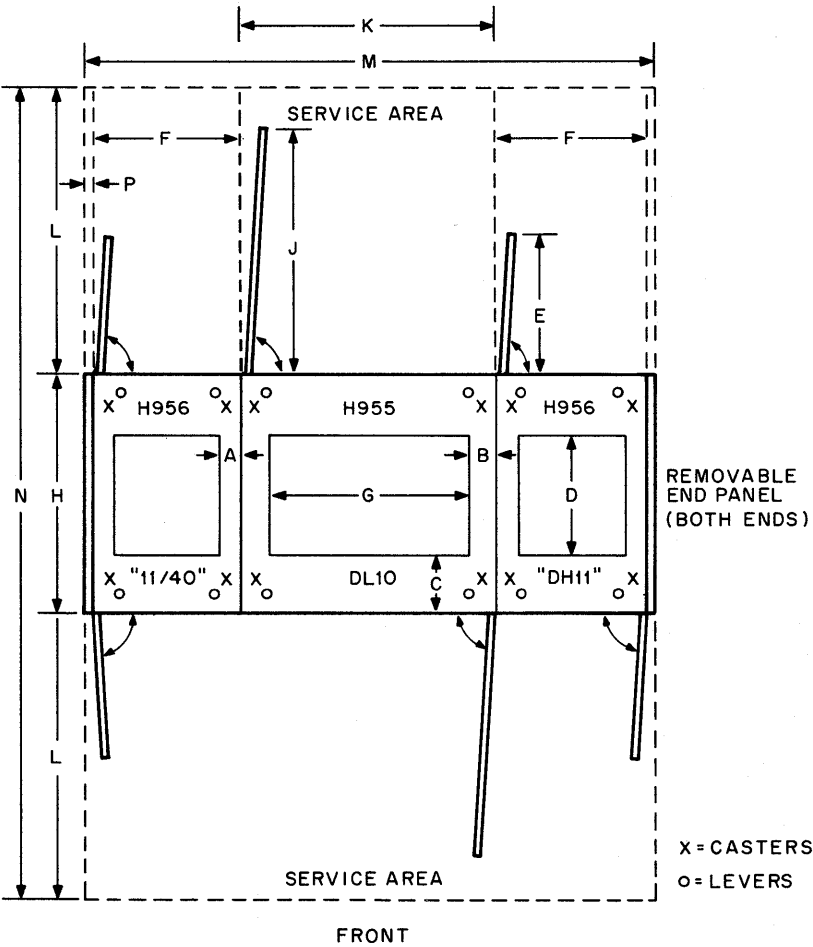 K
M
SERVICE AREA
F
F
P
L
J
E
H956
H955
H956
A
B
N
H
G
D
REMOVABLE
END PANEL
(BOTH ENDS)
"11/40"
DL10
C
"DH11"
L
X = CASTERS
SERVICE AREA
O = LEVERS
FRONT